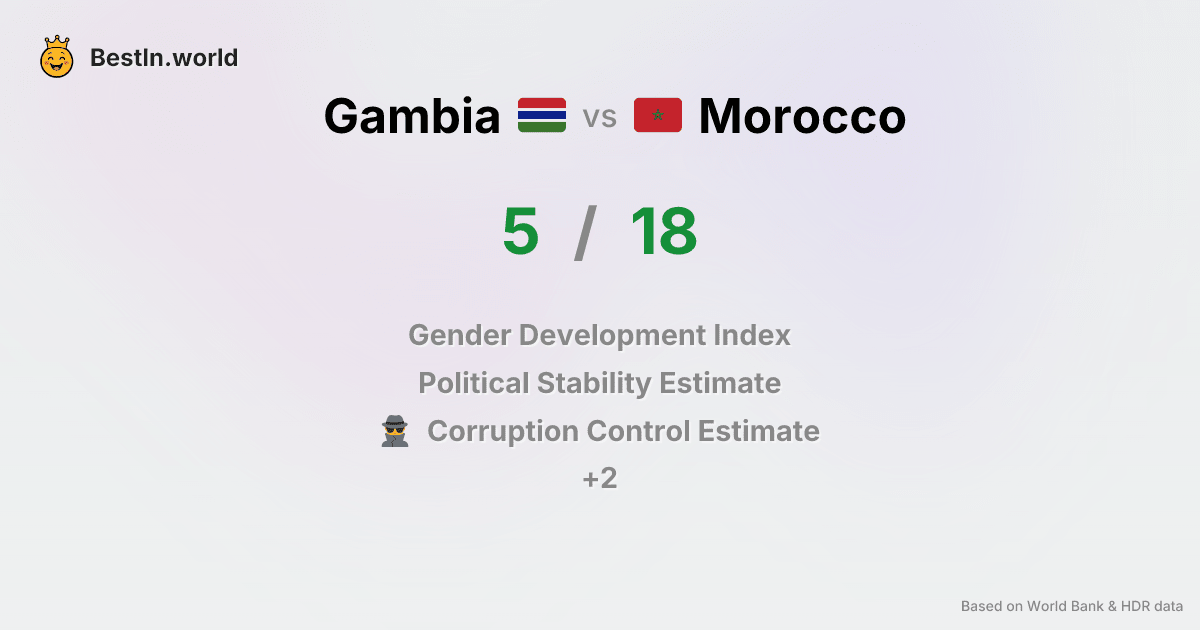 BestIn.world
Gambia vs Morocco
5 / 18
Gender Development Index
Political Stability Estimate
Corruption Control Estimate
+2
Based on World Bank & HDR data